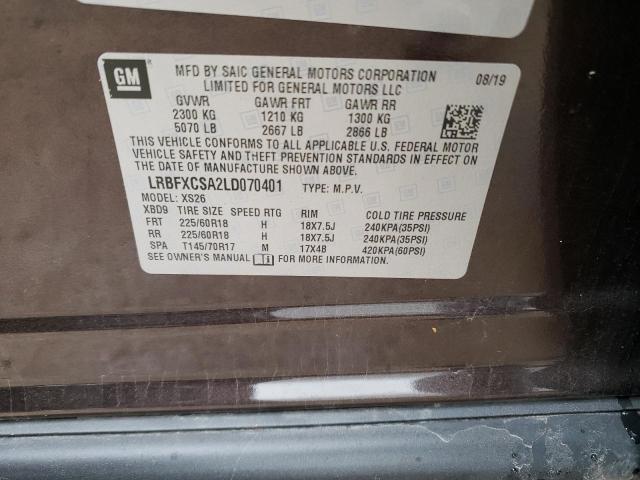 GM
MFD BY SAIC GENERAL MOTORS CORPORATION 08/19
LIMITED FOR GENERAL MOTORS LLC
GVWR GAWR FRT GAWR RR
2300 KG 1210 KG 1300 KG
5070 LB 2667 LB 2866 LB
THIS VEHICLE CONFORMS TO ALL APPLICABLE U.S. FEDERAL MOTOR
VEHICLE SAFETY AND THEFT PREVENTION STANDARDS IN EFFECT ON
THE DATE OF MANUFACTURE SHOWN ABOVE.
LRBFXCSA2LD070401 TYPE: M.P.V.
MODEL: XS26
XBD9 TIRE SIZE SPEED RTG RIM COLD TIRE PRESSURE
FRT 225/60R18 H 18X7.5J 240KPA(35PSI)
RR 225/60R18 H 18X7.5J 240KPA(35PSI)
SPA T145/70R17 M 17X4B 420KPA(60PSI)
SEE OWNER'S MANUAL FOR MORE INFORMATION.